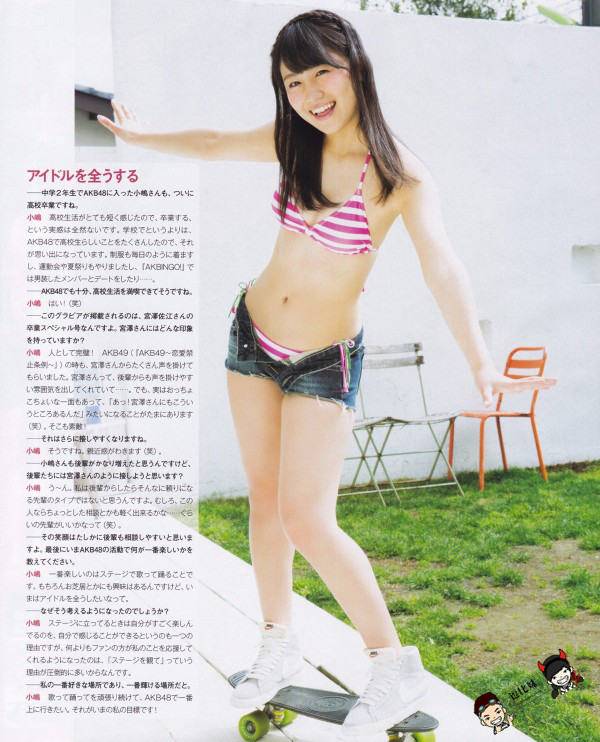 アイドルを全うする
――中学2年生でAKB48に入った小嶋さんも、ついに
高校卒業ですね。
小嶋　高校生活がとても短く感じたので、卒業する、
という実感は全然ないです。学校でというよりは、
AKB48で高校生らしいことをたくさんしたので、それ
が思い出になっています。制服も毎日のように着ます
し、運動会や夏祭りもやりましたし、『AKBINGO!』で
は男装したメンバーとデートをしたり……。
――AKB48でも十分、高校生活を満喫できてそうですね。
小嶋　はい!（笑）
――このグラビアが掲載されるのは、宮澤佐江さんの
卒業スペシャル号なんですよ。宮澤さんにはどんな印象
を持っていますか?
小嶋　人として完璧! AKB49（『AKB49～恋愛禁
止条例～』）の時も、宮澤さんからたくさん声を掛けて
もらいました。宮澤さんって、後輩からも声を掛けやす
い雰囲気を出してくれていて……。でも、実はおっちょ
こちょいな一面もあって、「あっ!宮澤さんにもこうい
うところあるんだ」みたいになることがたまにあります
（笑）。そこも素敵!
――それはさらに接しやすくなりますね。
小嶋　そうですね。親近感がわきます（笑）。
――小嶋さんも後輩がかなり増えたと思うんですけど、
後輩たちには宮澤さんのように接しようと思います?
小嶋　う～ん。私は後輩からしたらそんなに頼りにな
る先輩のタイプではないと思うんですよ。むしろ、この
人ならちょっとした相談とかも軽く出来るかな……ぐら
いの先輩がいいかなって（笑）。
――その笑顔はたしかに後輩も相談しやすいと思いま
すよ。最後にいまAKB48の活動で何が一番楽しいかを
教えてください。
小嶋　一番楽しいのはステージで歌って踊ることで
す。もちろんお芝居とかにも興味はあるんですけど、い
まはアイドルを全うしたいなって。
――なぜそう考えるようになったのでしょうか?
小嶋　ステージに立ってるときは自分がすごく楽しん
でるのを、自分で感じることができるというのも一つの
理由ですが、何よりもファンの方が私のことを応援して
くれるようになったのは、「ステージを観て」っていう
理由が圧倒的に多いからなんです。
――私の一番好きな場所であり、一番輝ける場所だと。
小嶋　歌って踊ってを頑張り続けて、AKB48で一番
上に行きたい。それがいまの私の目標です!